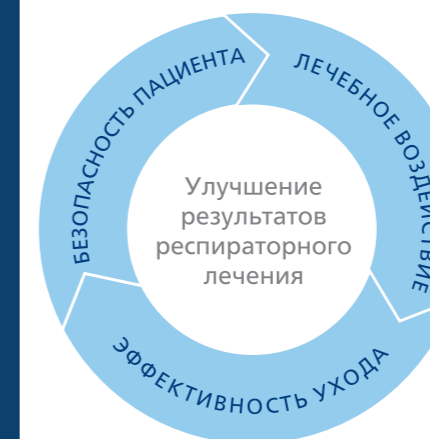 БЕЗОПАСНОСТЬ ПАЦИЕНТА
ЛЕЧЕБНОЕ ВОЗДЕЙСТВИЕ
Улучшение
результатов
респираторного
лечения
ЭФФЕКТИВНОСТЬ УХОДА